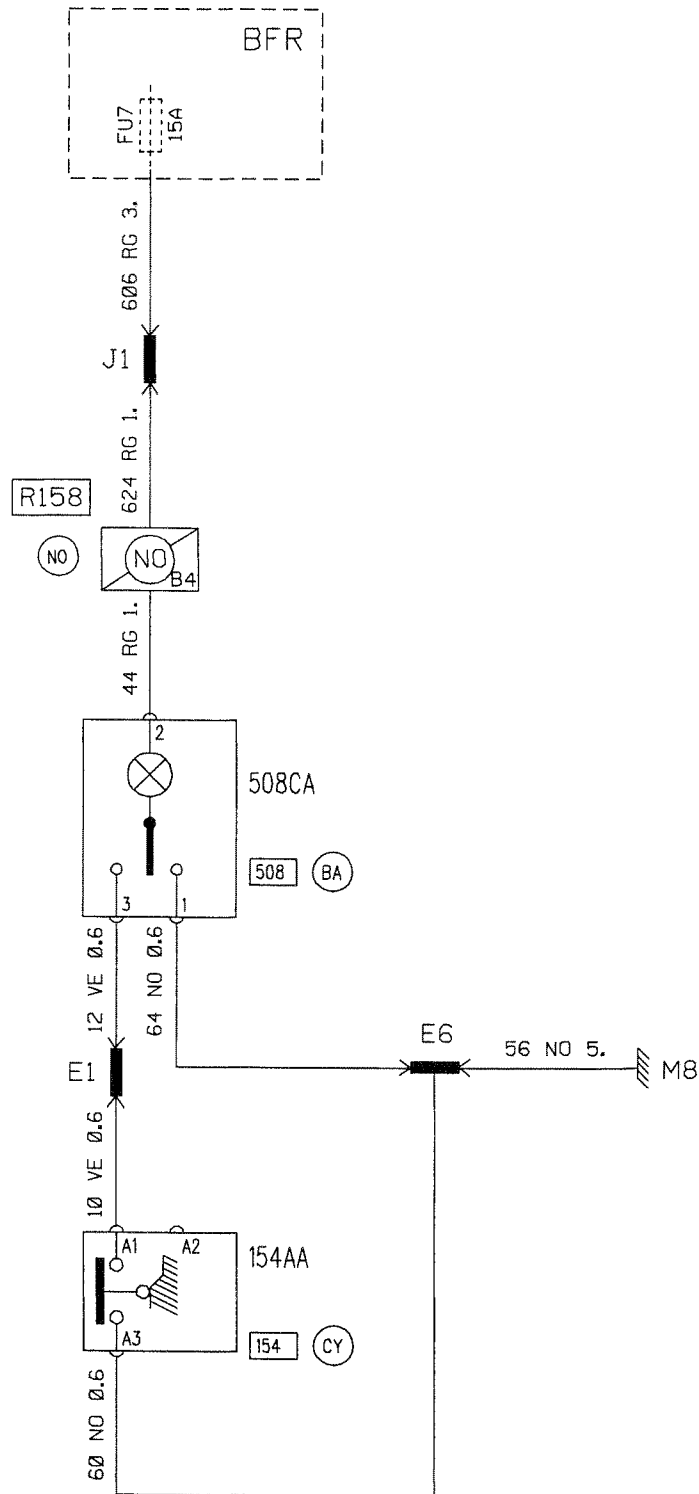 BFR
FU7
15A
606 RG 3.
J1
624 RG 1.
R158
NO
NO
B4
44 RG 1.
2
508CA
508
BA
3
1
12 VE 0.6
64 NO 0.6
E6
56 NO 5.
M8
E1
10 VE 0.6
A1
A2
154AA
A3
154
CY
60 NO 0.6